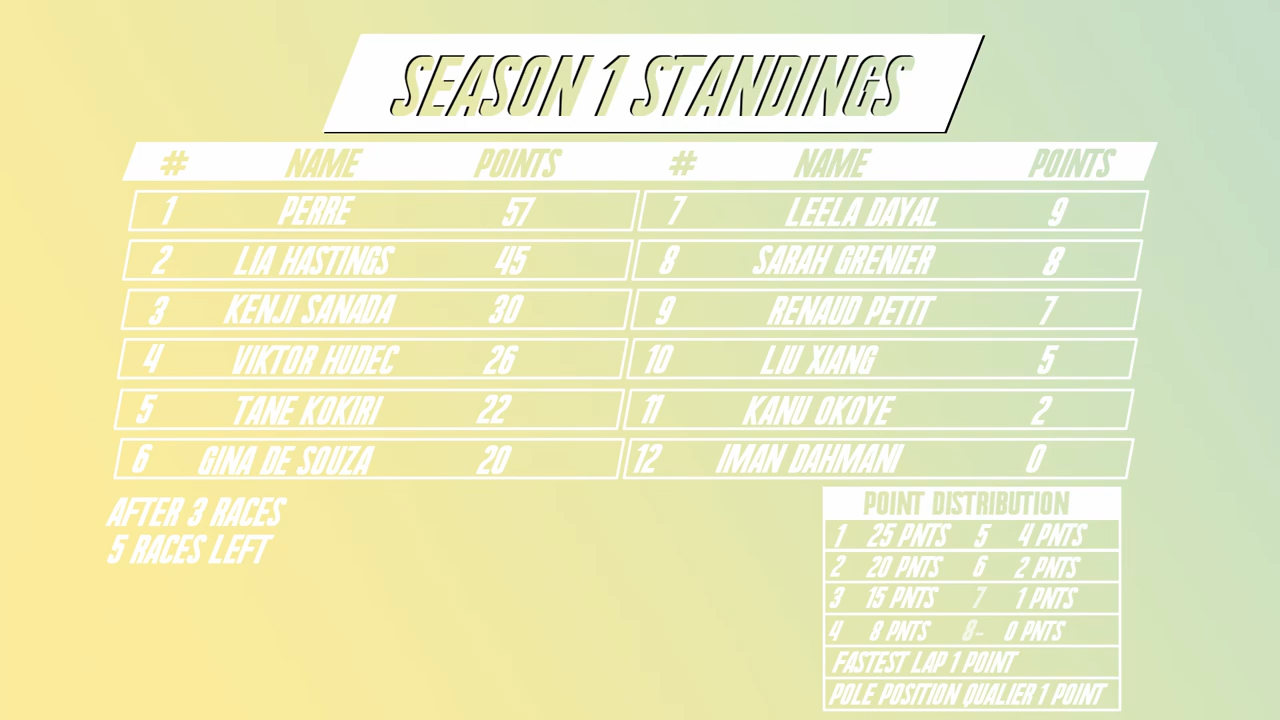 SEASON 1 STANDINGS
# NAME POINTS # NAME POINTS
1 PERRE 57 7 LEELA DAYAL 9
2 LIA HASTINGS 45 8 SARAH GRENIER 8
3 KENJI SANADA 30 9 RENAUD PETIT 7
4 VIKTOR HUDEC 26 10 LIU XIANG 5
5 TANE KOKIRI 22 11 KANU OKOYE 2
6 GINA DE SOUZA 20 12 IMAN DAHMANI 0
AFTER 3 RACES
5 RACES LEFT
POINT DISTRIBUTION
1 25 PNTS 5 4 PNTS
2 20 PNTS 6 2 PNTS
3 15 PNTS 7 1 PNTS
4 8 PNTS 8- 0 PNTS
FASTEST LAP 1 POINT
POLE POSITION QUALIER 1 POINT